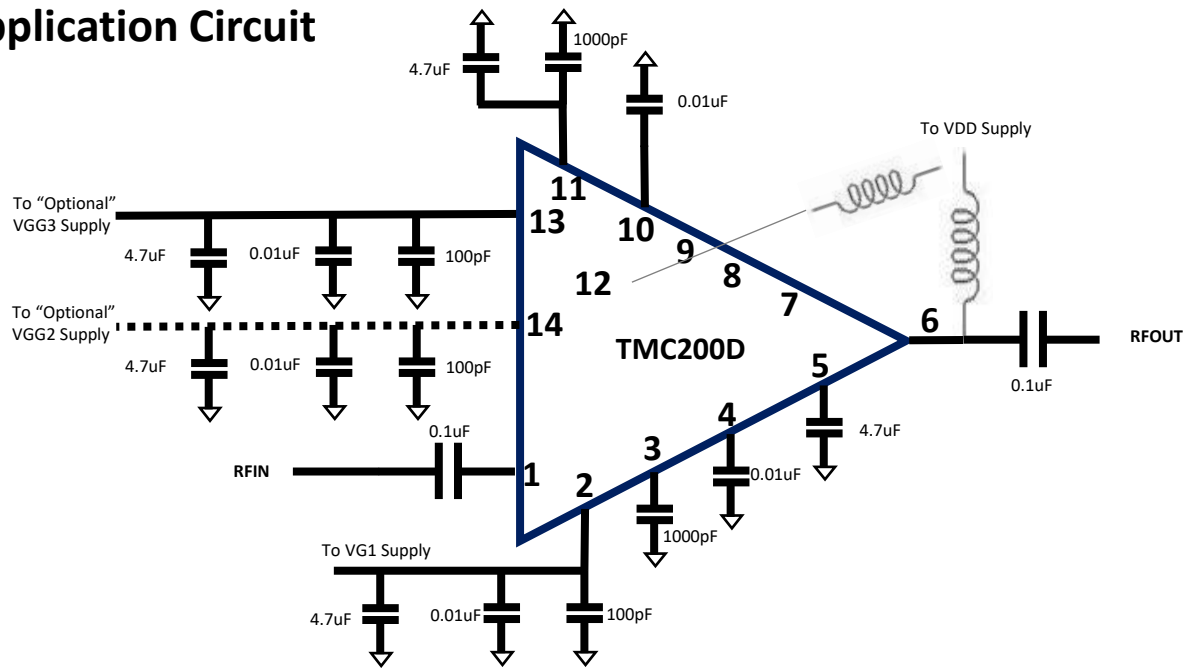 pplication Circuit
1000pF
4.7uF
0.01uF
To VDD Supply
11
To “Optional”
VGG3 Supply
13
10
9
8
4.7uF
0.01uF
100pF
12
7
To “Optional”
VGG2 Supply
14
6
TMC200D
RFOUT
4.7uF
0.01uF
100pF
5
0.1uF
4
4.7uF
0.1uF
3
RFIN
1
2
0.01uF
1000pF
To VG1 Supply
4.7uF
0.01uF
100pF